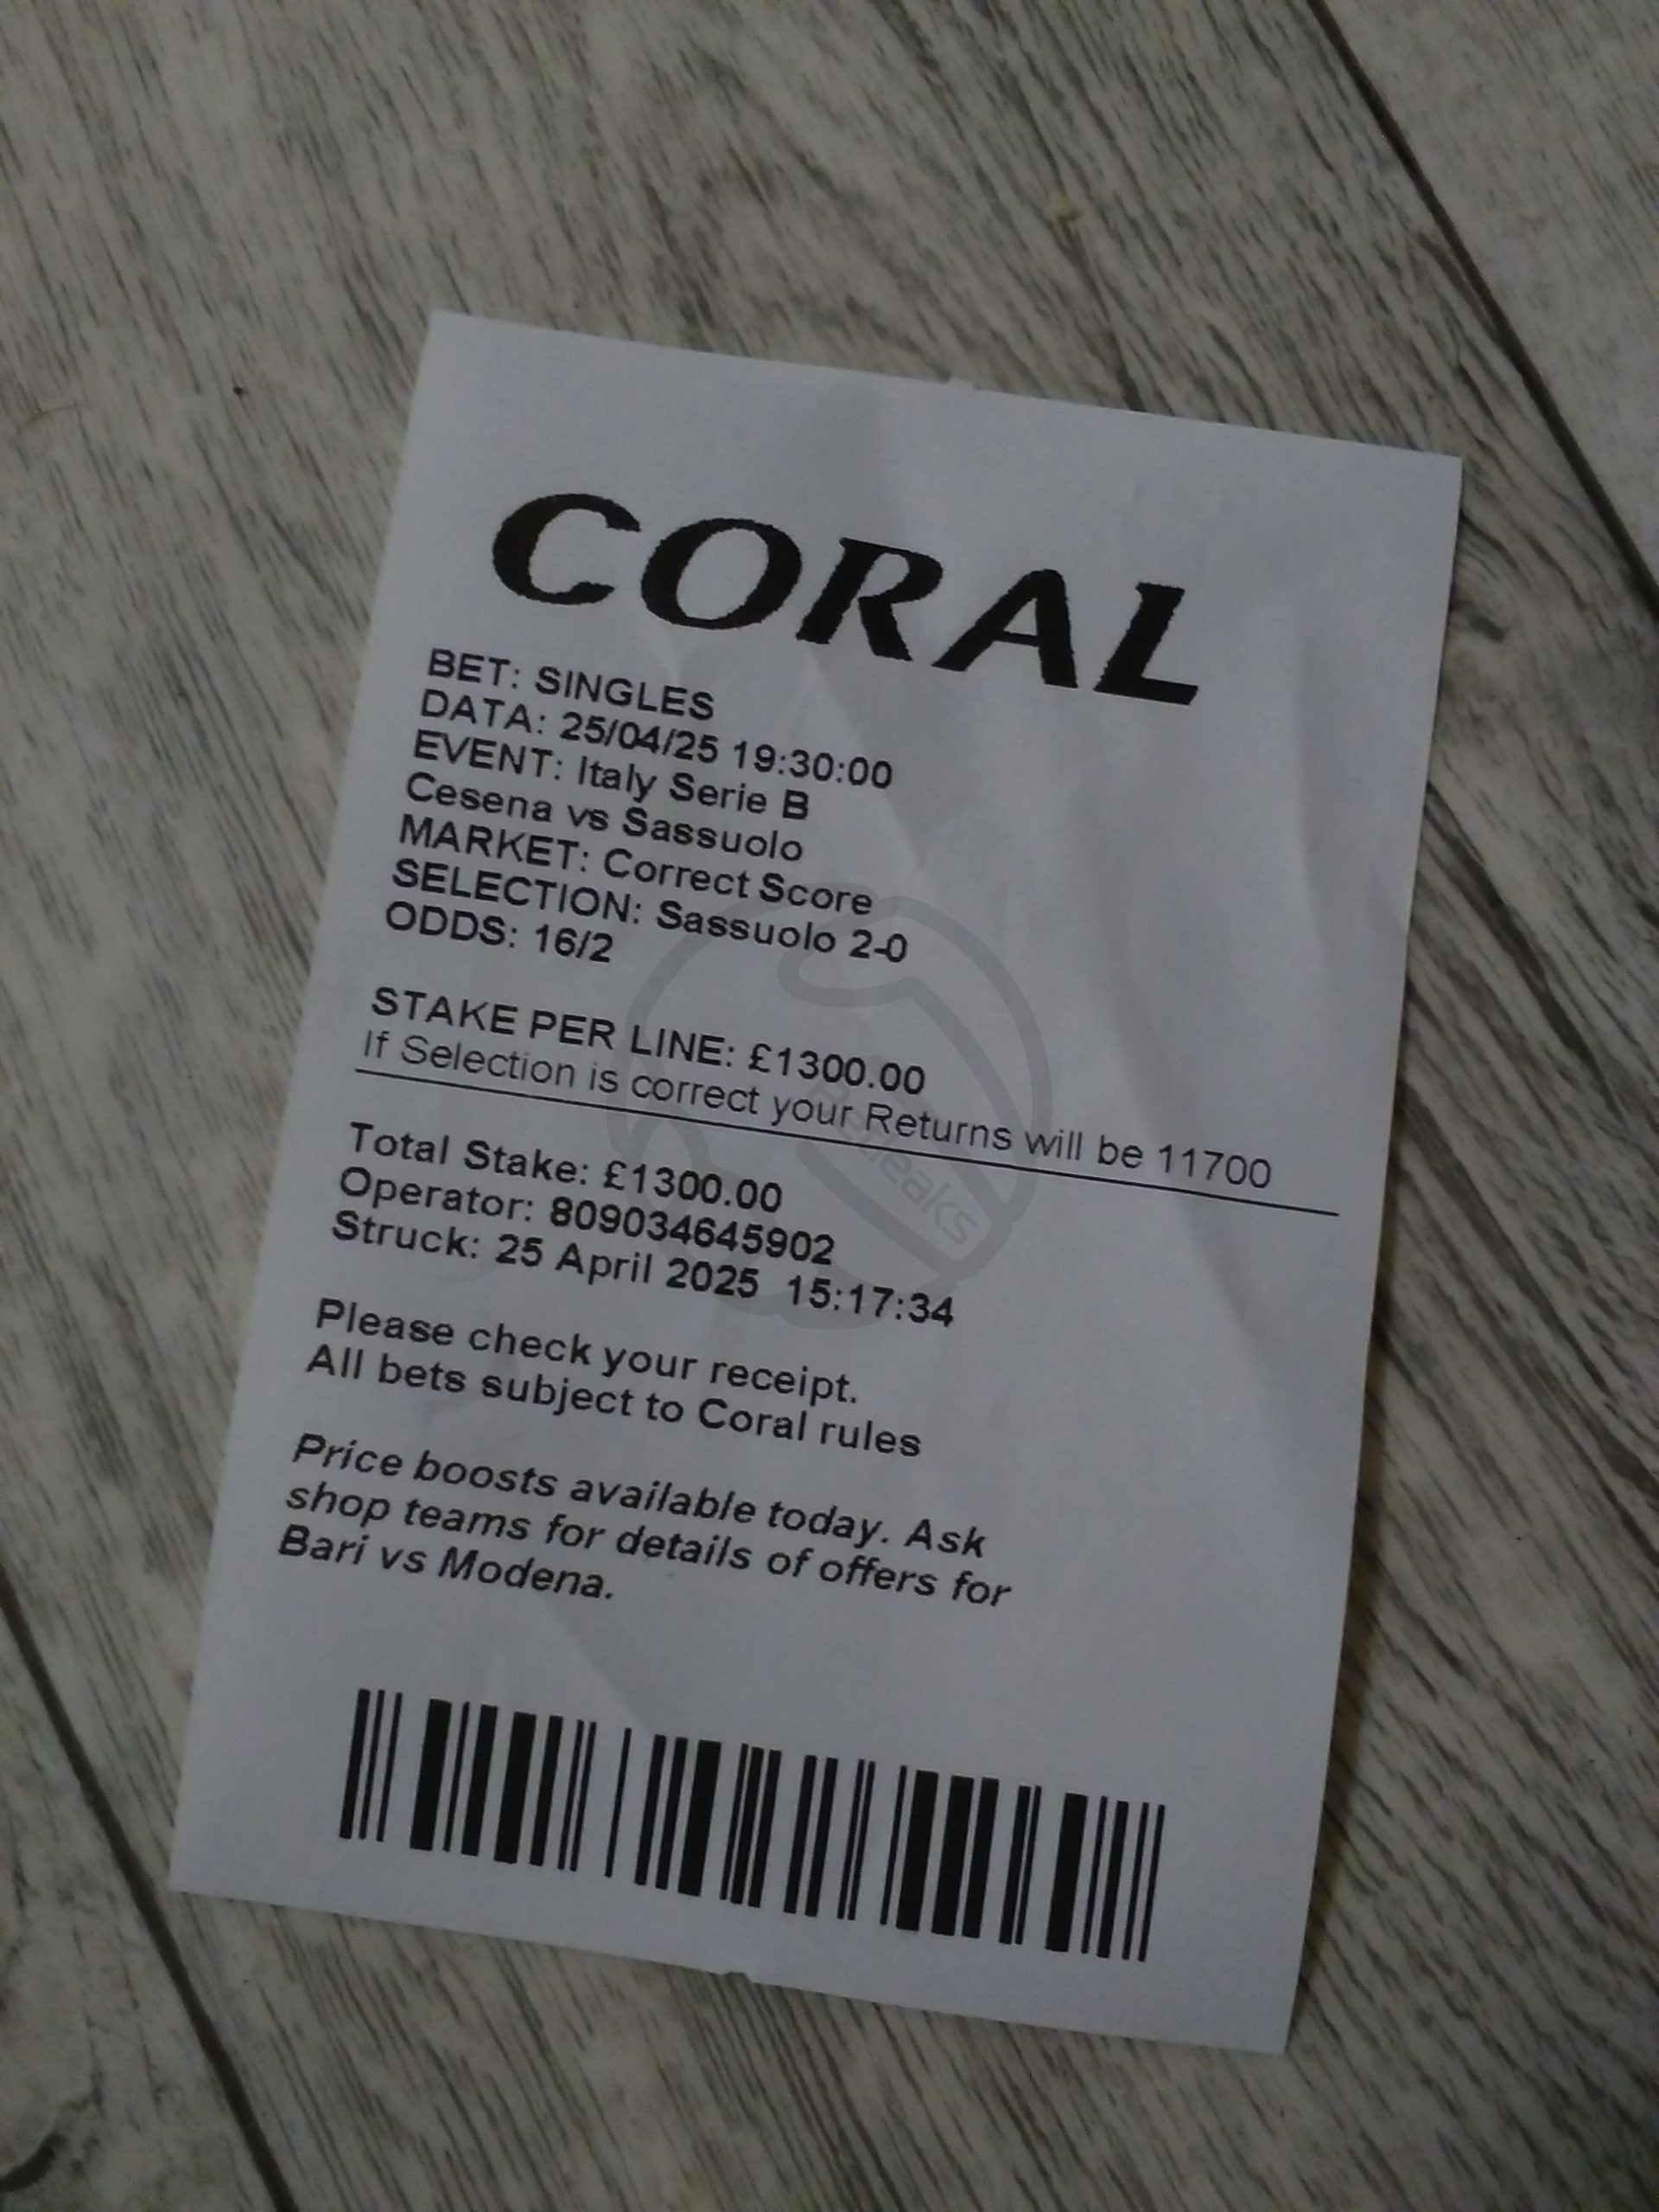 CORAL
BET: SINGLES
DATA: 25/04/25 19:30:00
EVENT: Italy Serie B
Cesena vs Sassuolo
MARKET: Correct Score
SELECTION: Sassuolo 2-0
ODDS: 16/2
STAKE PER LINE: £1300.00
If Selection is correct your Returns will be 11700
Total Stake: £1300.00
Operator: 809034645902
Struck: 25 April 2025 15:17:34
Please check your receipt.
All bets subject to Coral rules
Price boosts available today. Ask
shop teams for details of offers for
Bari vs Modena.